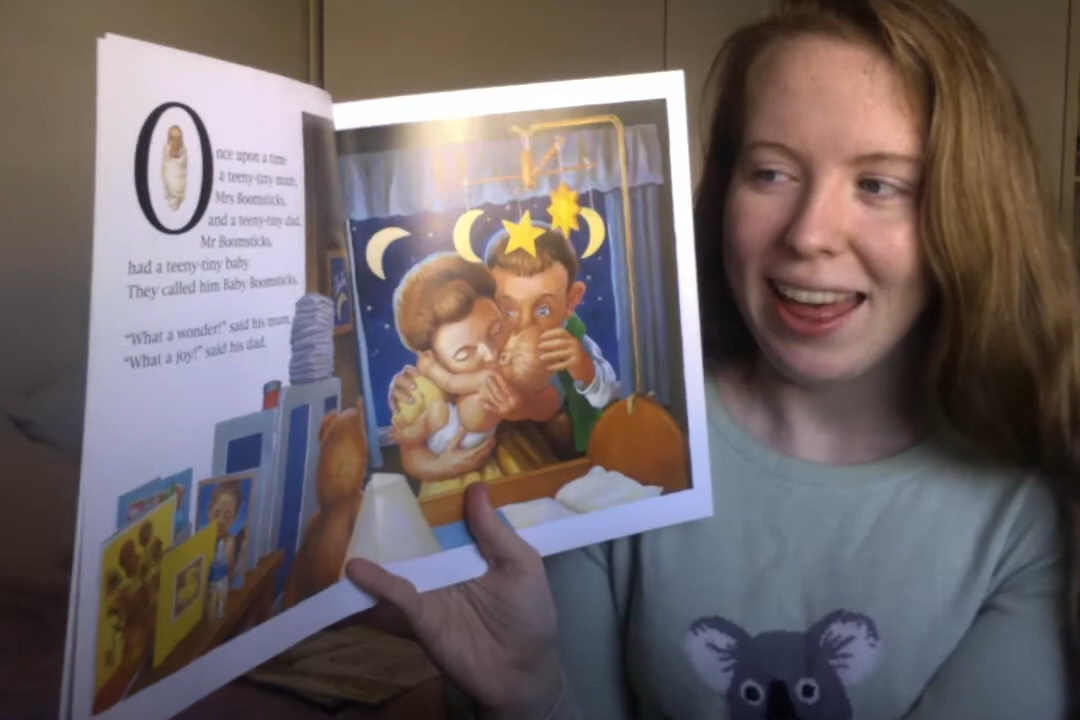 Once upon a time
a teeny-tiny mum,
Mrs Boomsticks,
and a teeny-tiny dad,
Mr Boomsticks,
had a teeny-tiny baby.
They called him Baby Boomsticks.
"What a wonder!" said his mum.
"What a joy!" said his dad.